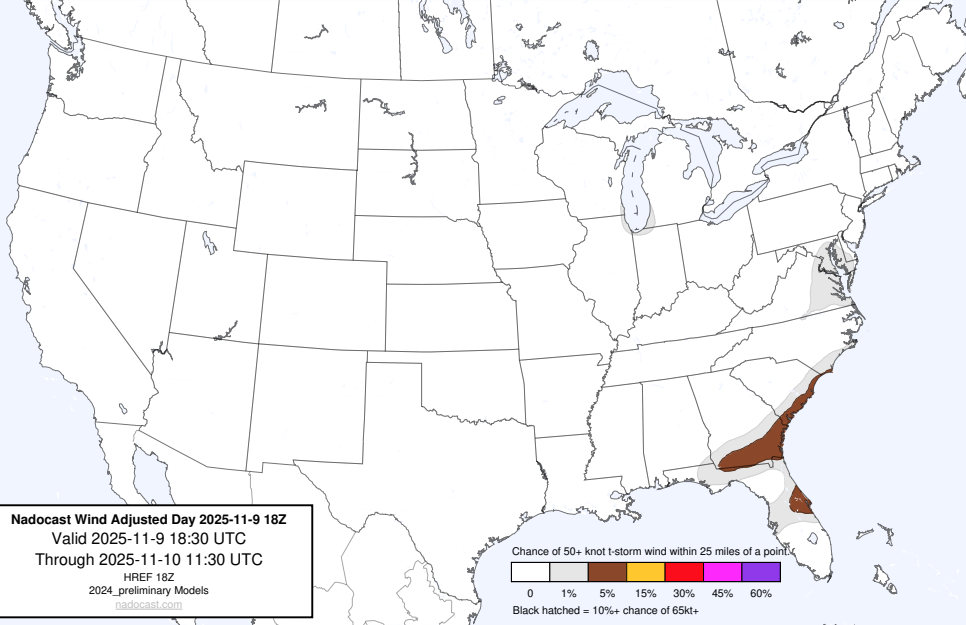 Nadocast Wind Adjusted Day 2025-11-9 18Z
Valid 2025-11-9 18:30 UTC
Through 2025-11-10 11:30 UTC
HREF 18Z
2024_preliminary Models
nadocast.com
Chance of 50+ knot t-storm wind within 25 miles of a point.
0 1% 5% 15% 30% 45% 60%
Black hatched = 10%+ chance of 65kt+